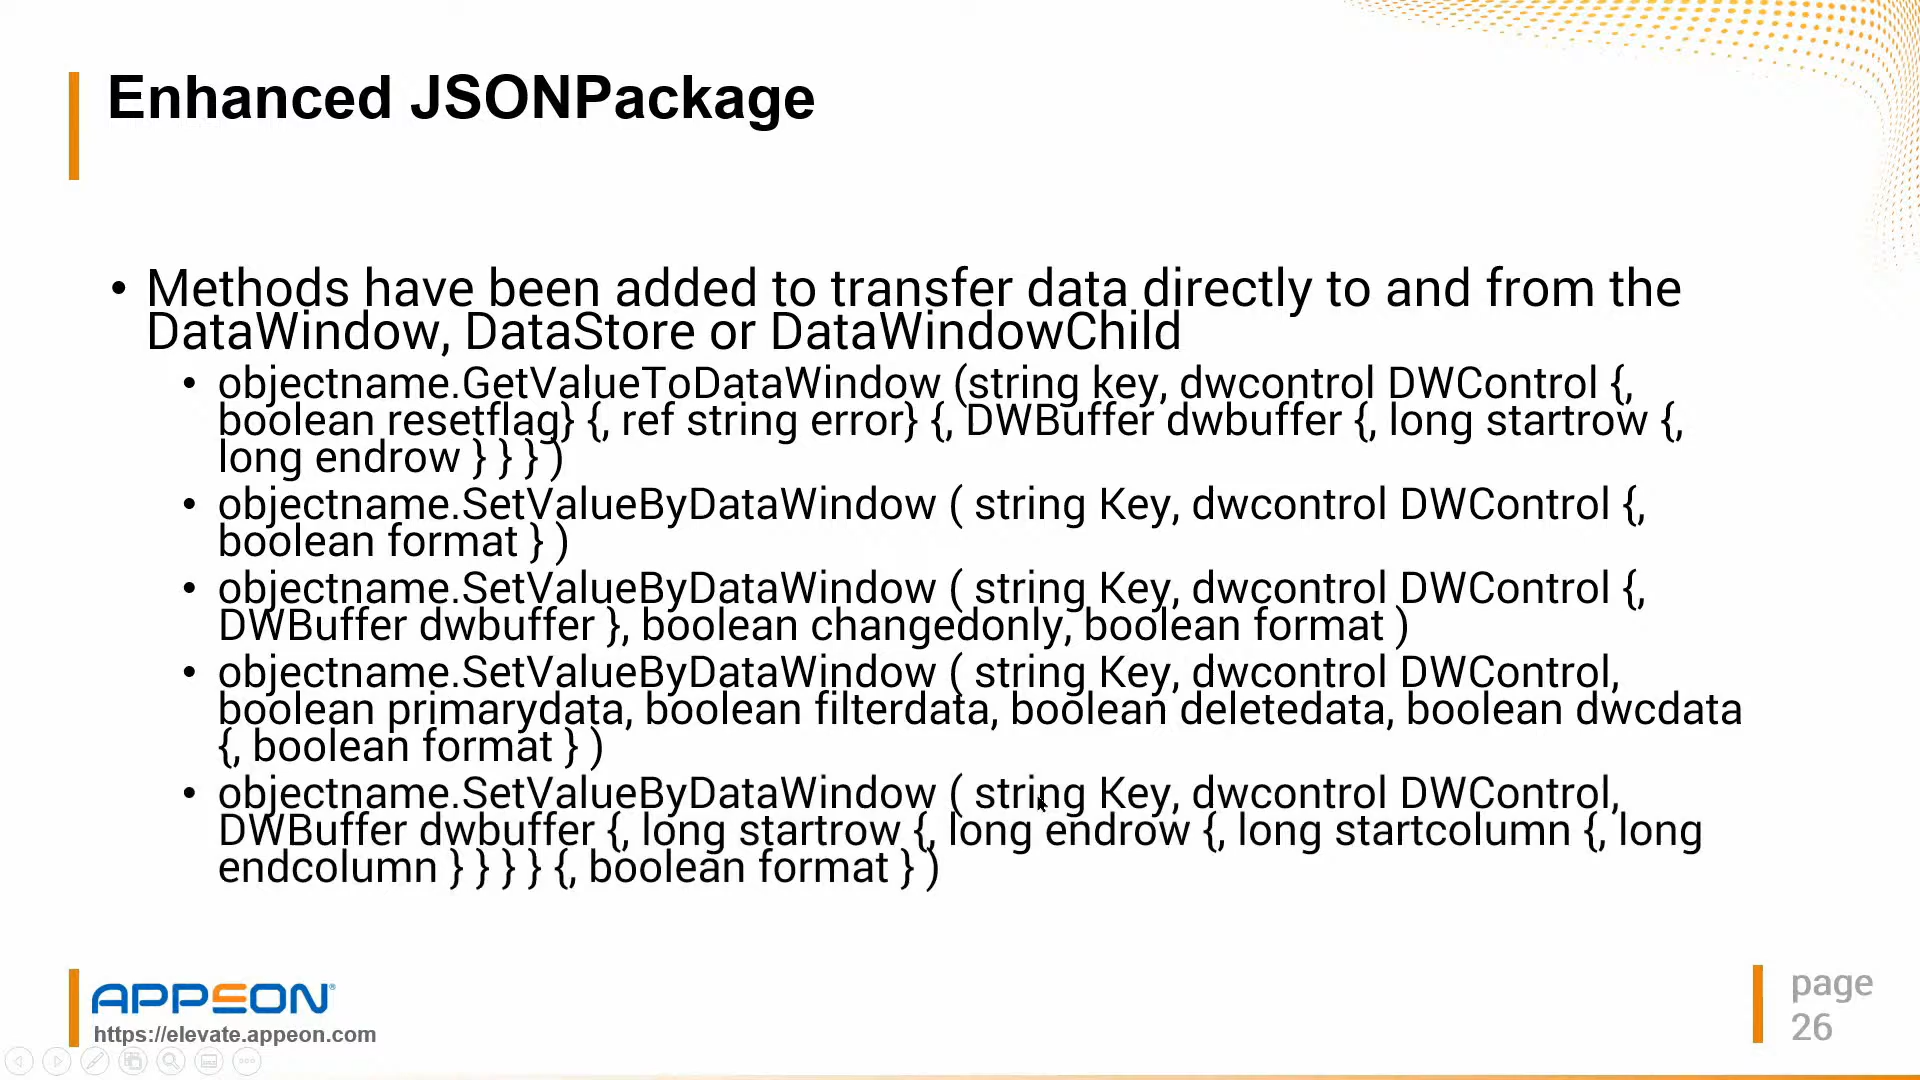 Enhanced JSONPackage
• Methods have been added to transfer data directly to and from the
DataWindow, DataStore or DataWindowChild
• objectname.GetValueToDataWindow (string key, dwcontrol DWControl {,
boolean resetflag} {, ref string error} {, DWBuffer dwbuffer {, long startrow {,
long endrow } } } )
• objectname.SetValueByDataWindow ( string Key, dwcontrol DWControl {,
boolean format } )
• objectname.SetValueByDataWindow ( string Key, dwcontrol DWControl {,
DWBuffer dwbuffer }, boolean changedonly, boolean format )
• objectname.SetValueByDataWindow ( string Key, dwcontrol DWControl,
boolean primarydata, boolean filterdata, boolean deletedata, boolean dwcdata
{, boolean format } )
• objectname.SetValueByDataWindow ( string Key, dwcontrol DWControl,
DWBuffer dwbuffer {, long startrow {, long endrow {, long startcolumn {, long
endcolumn } } } } {, boolean format } )
APPEON®
https://elevate.appeon.com
page
26